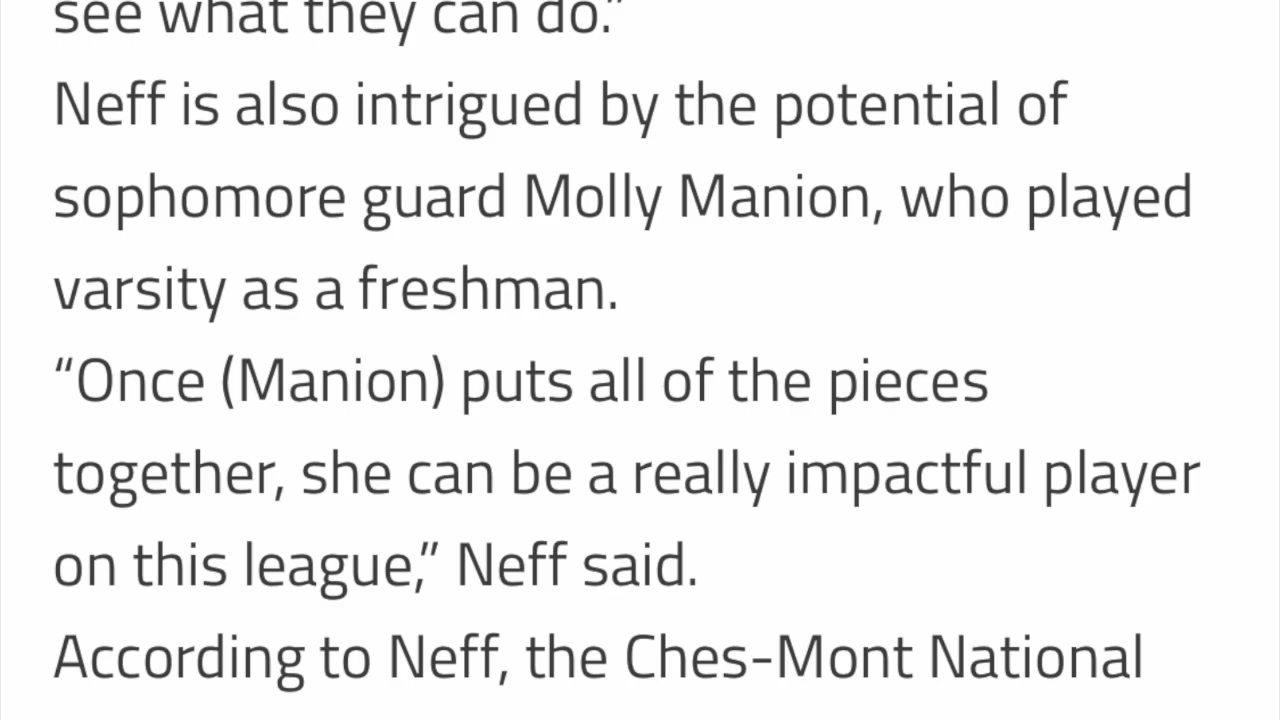 see what they can do.”
Neff is also intrigued by the potential of
sophomore guard Molly Manion, who played
varsity as a freshman.
“Once (Manion) puts all of the pieces
together, she can be a really impactful player
on this league,” Neff said.
According to Neff, the Ches-Mont National